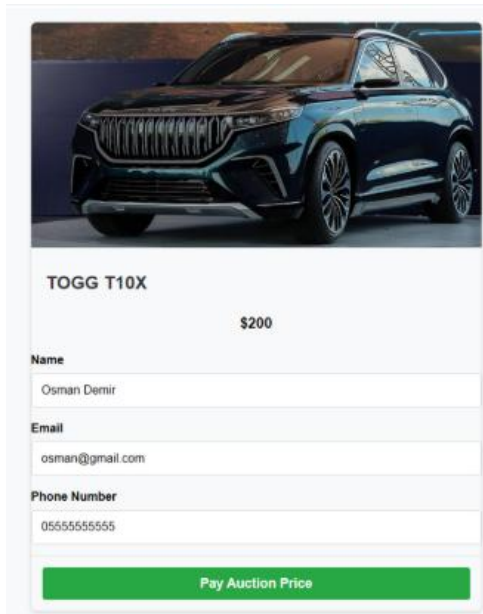 TOGG T10X
$200
Name
Osman Demir
Email
osman@gmail.com
Phone Number
05555555555
Pay Auction Price